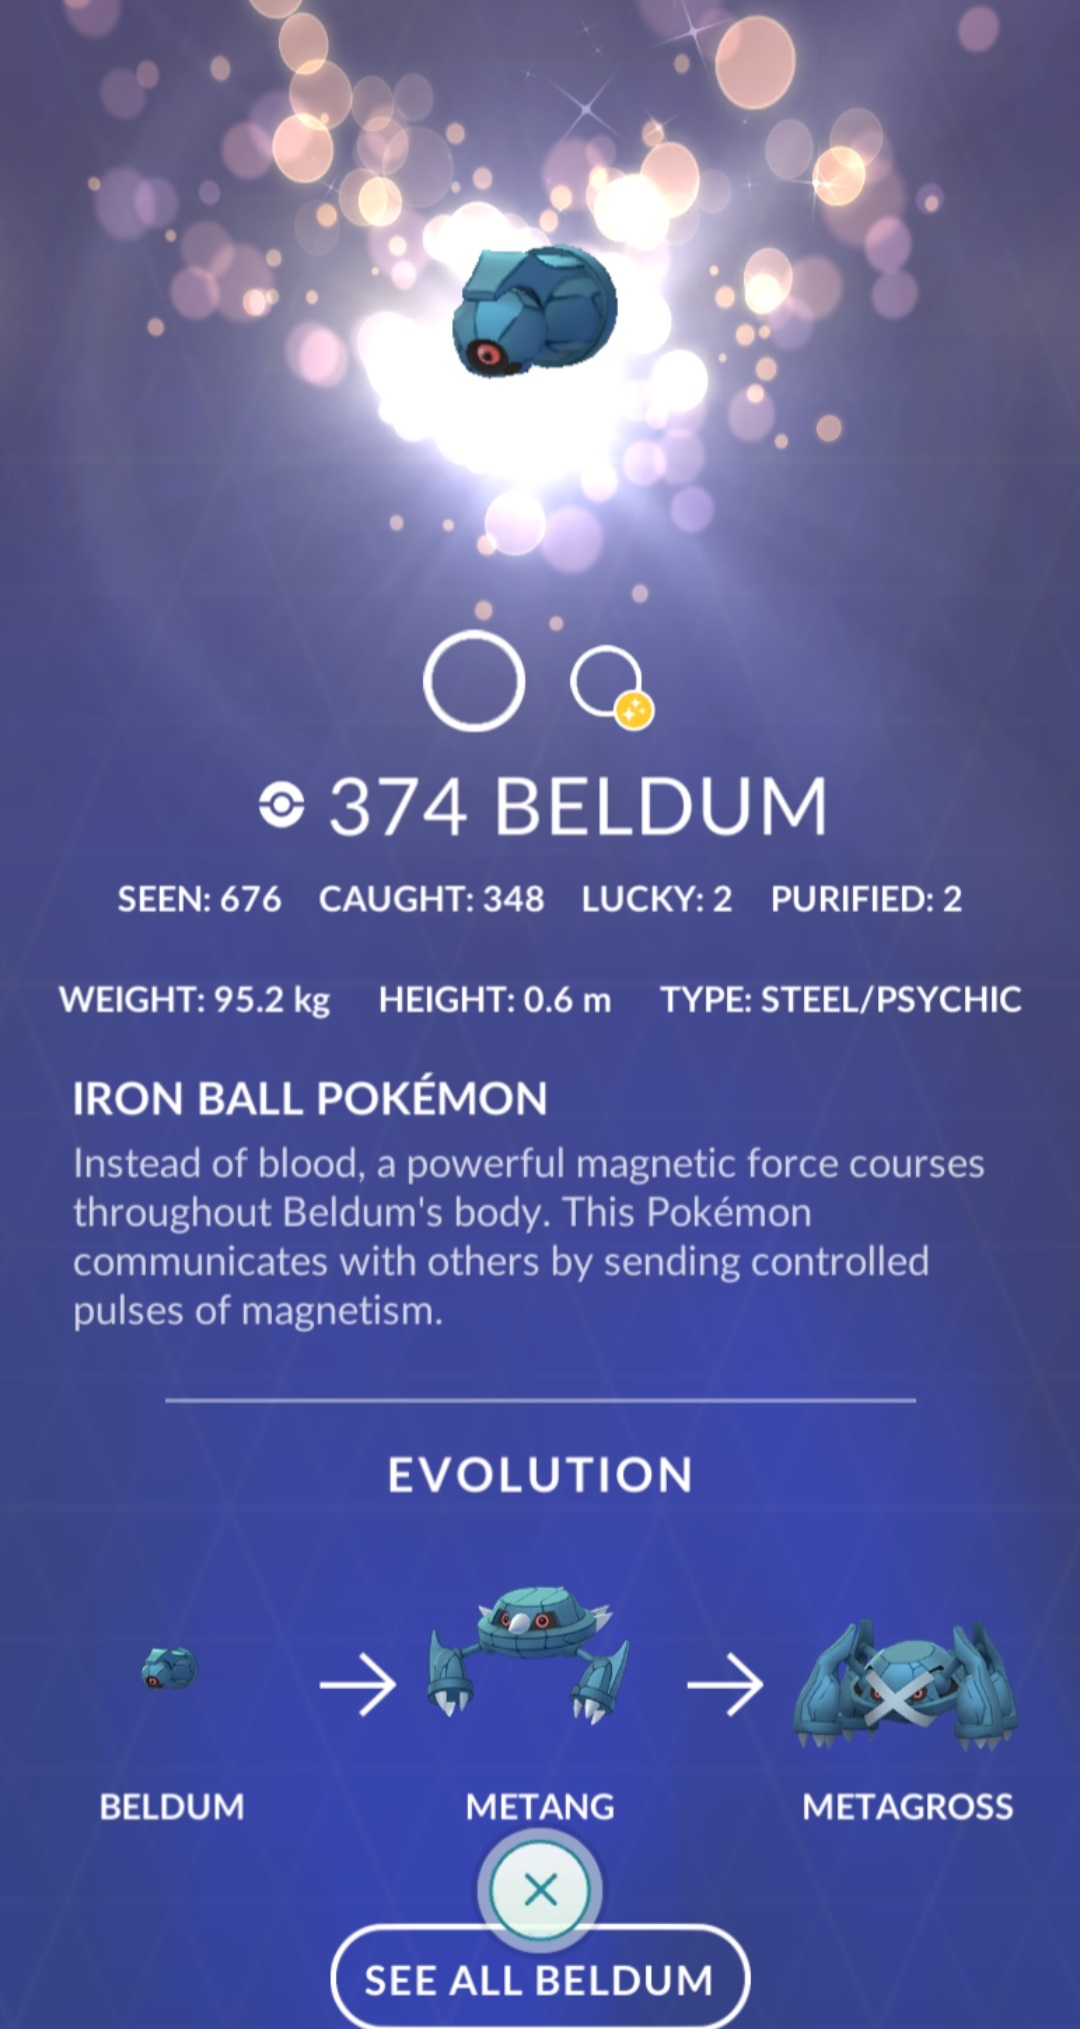 374 BELDUM
SEEN: 676 CAUGHT: 348 LUCKY: 2 PURIFIED: 2
WEIGHT: 95.2 kg HEIGHT: 0.6 m TYPE: STEEL/PSYCHIC
IRON BALL POKÉMON
Instead of blood, a powerful magnetic force courses
throughout Beldum's body. This Pokémon
communicates with others by sending controlled
pulses of magnetism.
EVOLUTION
BELDUM METANG METAGROSS
SEE ALL BELDUM